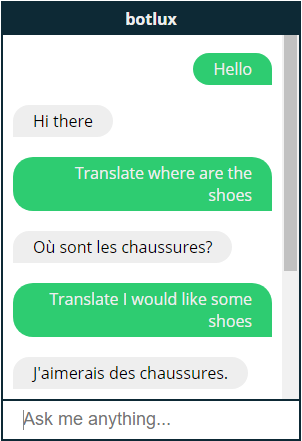 botlux
Hello
Hi there
Translate where are the
shoes
Où sont les chaussures?
Translate I would like some
shoes
J'aimerais des chaussures.
Ask me anything...